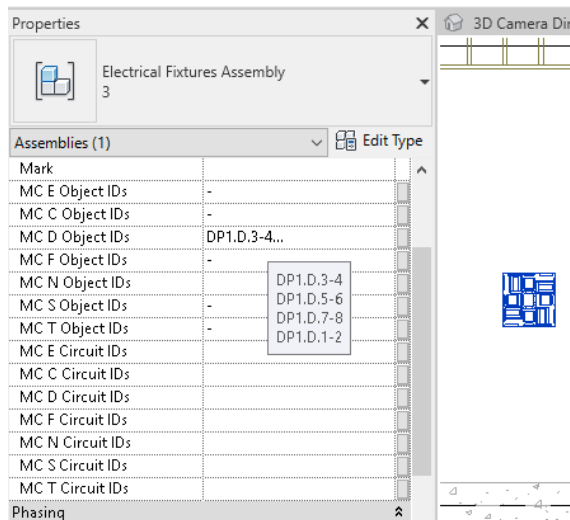 Properties
3D Camera Dir
Electrical Fixtures Assembly
3
Assemblies (1)
Edit Type
Mark
MC E Object IDs -
MC C Object IDs -
MC D Object IDs DP1.D.3-4...
MC F Object IDs -
MC N Object IDs
MC S Object IDs -
MC T Object IDs -
DP1.D.3-4
DP1.D.5-6
DP1.D.7-8
DP1.D.1-2
MC E Circuit IDs
MC C Circuit IDs
MC D Circuit IDs
MC F Circuit IDs
MC N Circuit IDs
MC S Circuit IDs
MC T Circuit IDs
Phasing